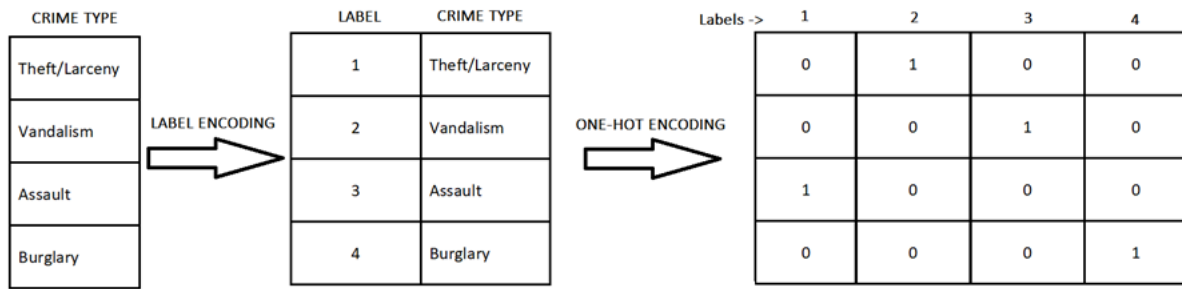 CRIME TYPE
Theft/Larceny
Vandalism
Assault
Burglary
LABEL ENCODING
LABEL CRIME TYPE
1 Theft/Larceny
2 Vandalism
3 Assault
4 Burglary
ONE-HOT ENCODING
Labels -> 1 2 3 4
0 1 0 0
0 0 1 0
1 0 0 0
0 0 0 1